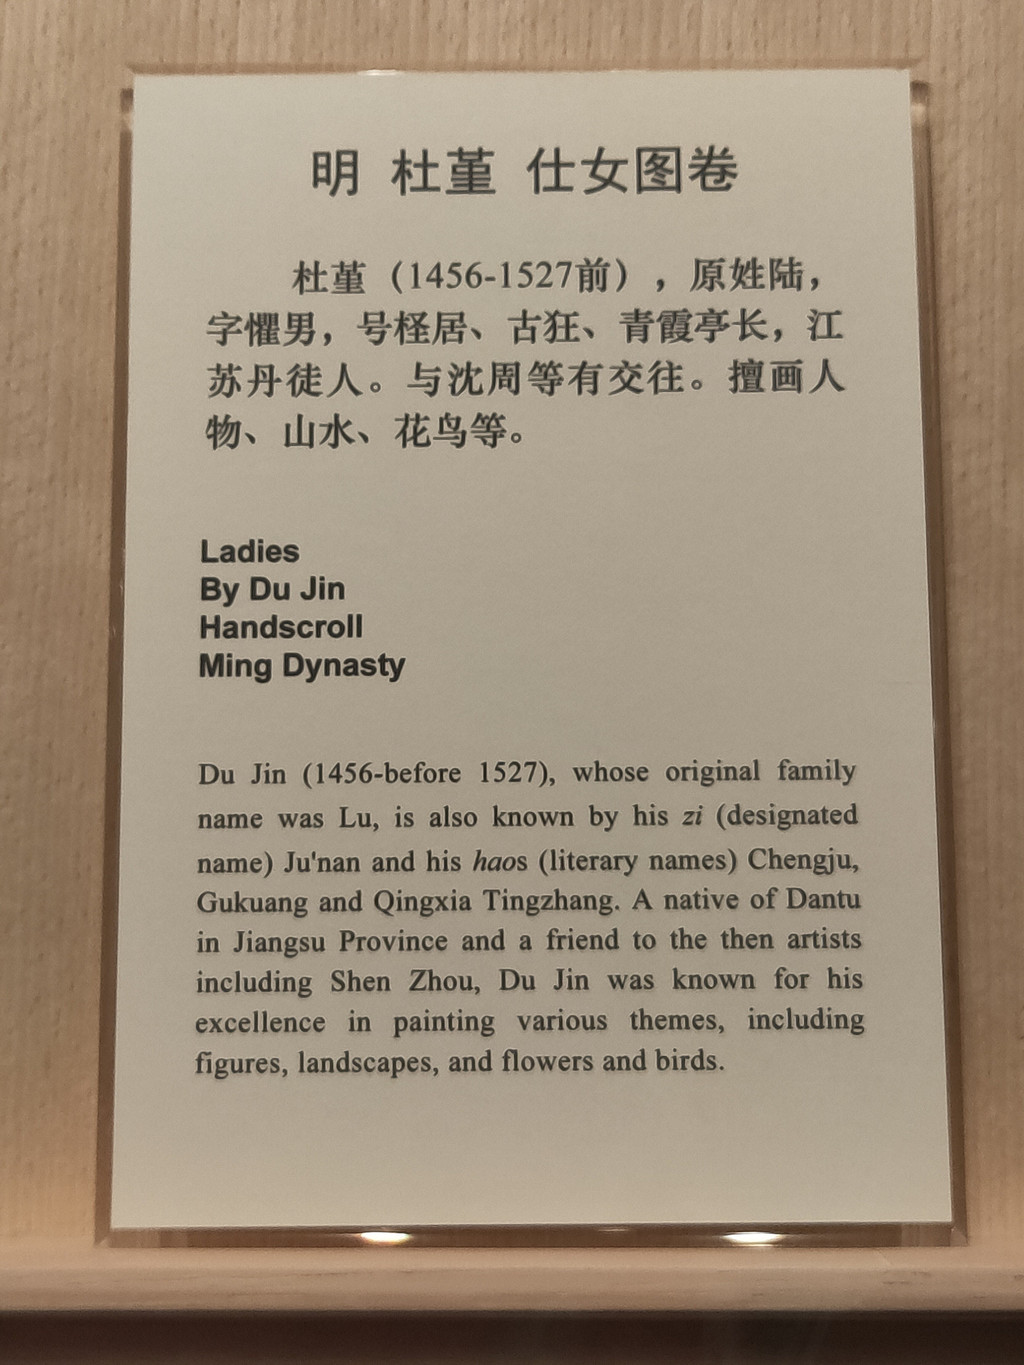 明 杜堇 仕女图卷
杜堇（1456-1527前），原姓陆，
字懼男，号柽居、古狂、青霞亭长，江
苏丹徒人。与沈周等有交往。擅画人
物、山水、花鸟等。
Ladies
By Du Jin
Handscroll
Ming Dynasty
Du Jin (1456-before 1527), whose original family
name was Lu, is also known by his zi (designated
name) Ju'nan and his haos (literary names) Chengju,
Gukuang and Qingxia Tingzhang. A native of Dantu
in Jiangsu Province and a friend to the then artists
including Shen Zhou, Du Jin was known for his
excellence in painting various themes, including
figures, landscapes, and flowers and birds.